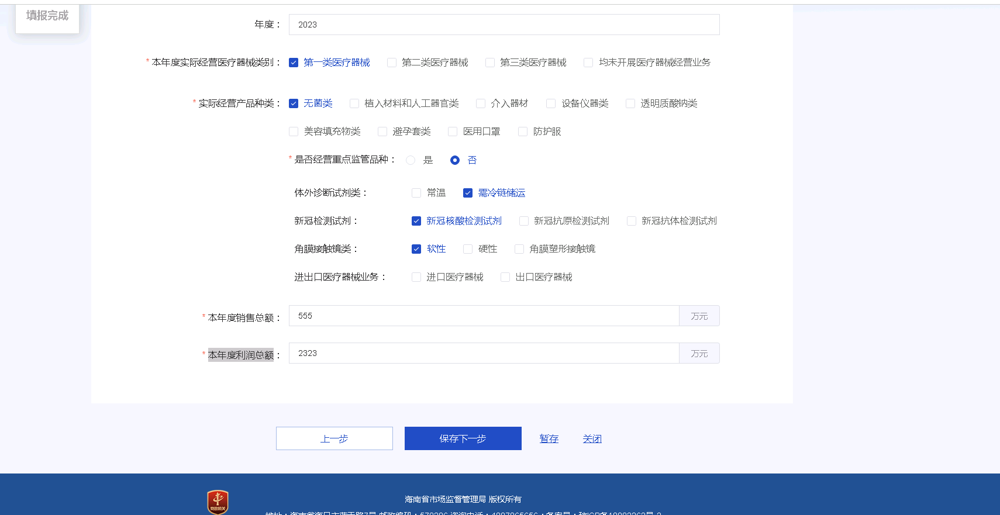 填报完成
年度： 2023
* 本年度实际经营医疗器械类别： 第一类医疗器械 第二类医疗器械 第三类医疗器械 均未开展医疗器械经营业务
* 实际经营产品种类： 无菌类 植入材料和人工器官类 介入器材 设备仪器类 透明质酸钠类
美容填充物类 避孕套类 医用口罩 防护服
* 是否经营重点监管品种： 是 否
体外诊断试剂类： 常温 需冷链储运
新冠检测试剂： 新冠核酸检测试剂 新冠抗原检测试剂 新冠抗体检测试剂
角膜接触镜类： 软性 硬性 角膜塑形接触镜
进出口医疗器械业务： 进口医疗器械 出口医疗器械
* 本年度销售总额： 555 万元
* 本年度利润总额： 2323 万元
上一步 保存下一步 暂存 关闭
党政机关
海南省市场监督管理局 版权所有